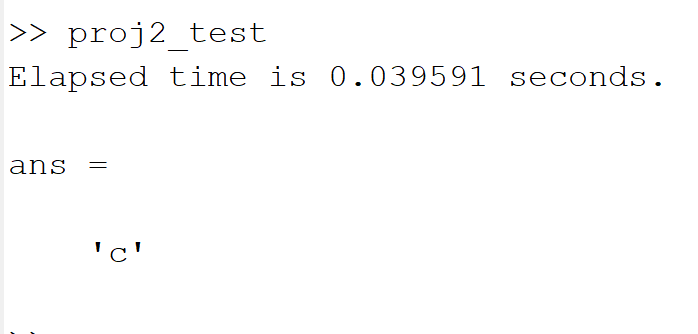 >> proj2_test
Elapsed time is 0.039591 seconds.
ans =
'c'